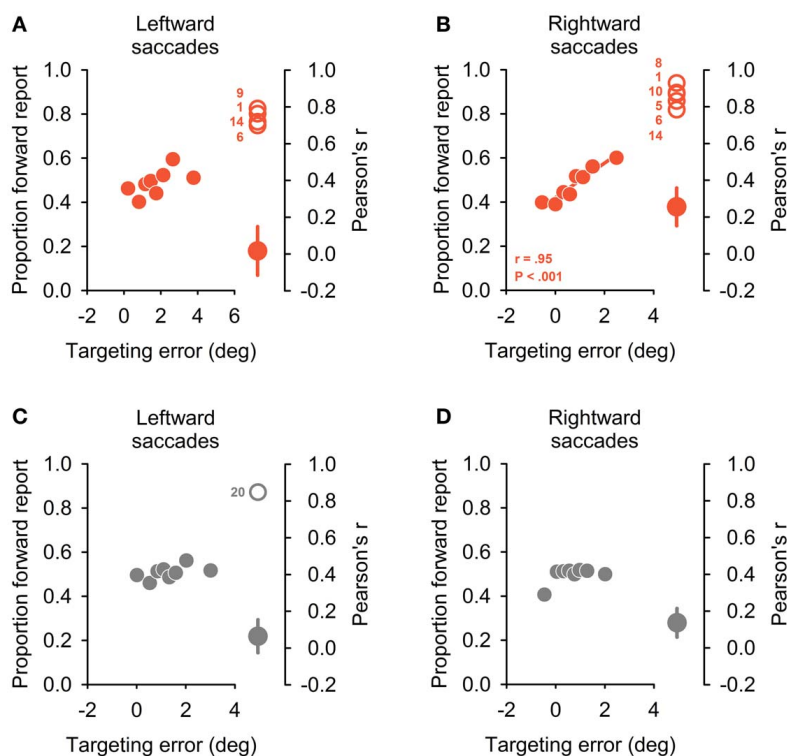 A
Leftward
saccades
Proportion forward report
1.0
0.8
0.6
0.4
0.2
0.0
-2 0 2 4 6
Targeting error (deg)
9
1
14
6
1.0
0.8
0.6
0.4
0.2
0.0
-0.2
Pearson's r
B
Rightward
saccades
Proportion forward report
1.0
0.8
0.6
0.4
0.2
0.0
r = .95
P < .001
-2 0 2 4
Targeting error (deg)
8
1
10
5
6
14
1.0
0.8
0.6
0.4
0.2
0.0
-0.2
Pearson's r
C
Leftward
saccades
Proportion forward report
1.0
0.8
0.6
0.4
0.2
0.0
-2 0 2 4
Targeting error (deg)
20
1.0
0.8
0.6
0.4
0.2
0.0
-0.2
Pearson's r
D
Rightward
saccades
Proportion forward report
1.0
0.8
0.6
0.4
0.2
0.0
-2 0 2 4
Targeting error (deg)
1.0
0.8
0.6
0.4
0.2
0.0
-0.2
Pearson's r